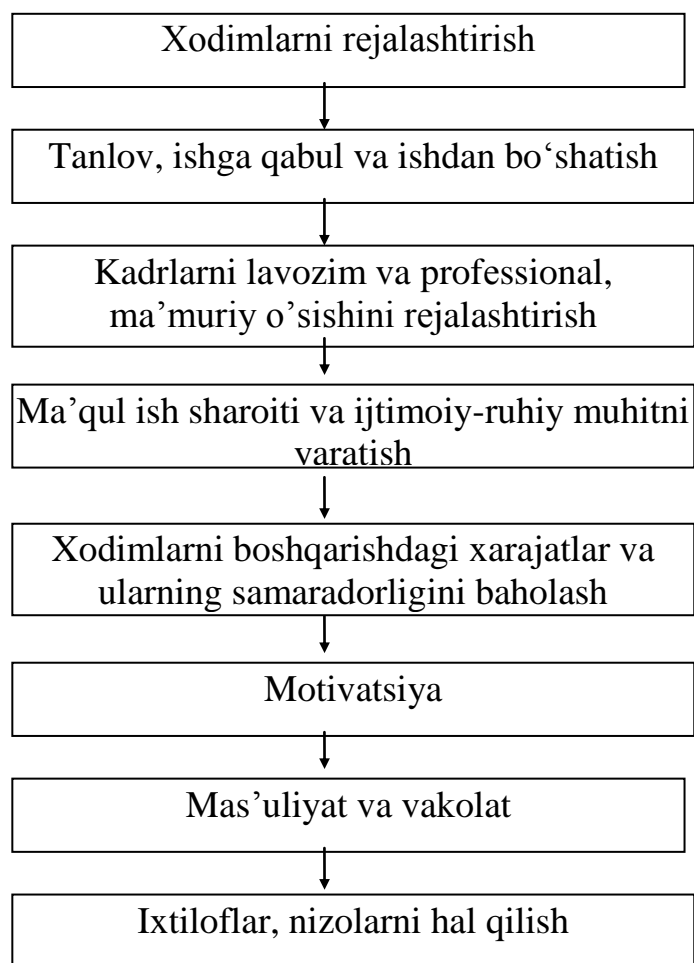 Xodimlarni rejalashtirish
Tanlov, ishga qabul va ishdan bo‘shatish
Kadrlarni lavozim va professional,
ma’muriy o’sishini rejalashtirish
Ma’qul ish sharoiti va ijtimoiy-ruhiy muhitni
varatish
Xodimlarni boshqarishdagi xarajatlar va
ularning samaradorligini baholash
Motivatsiya
Mas’uliyat va vakolat
Ixtiloflar, nizolarni hal qilish